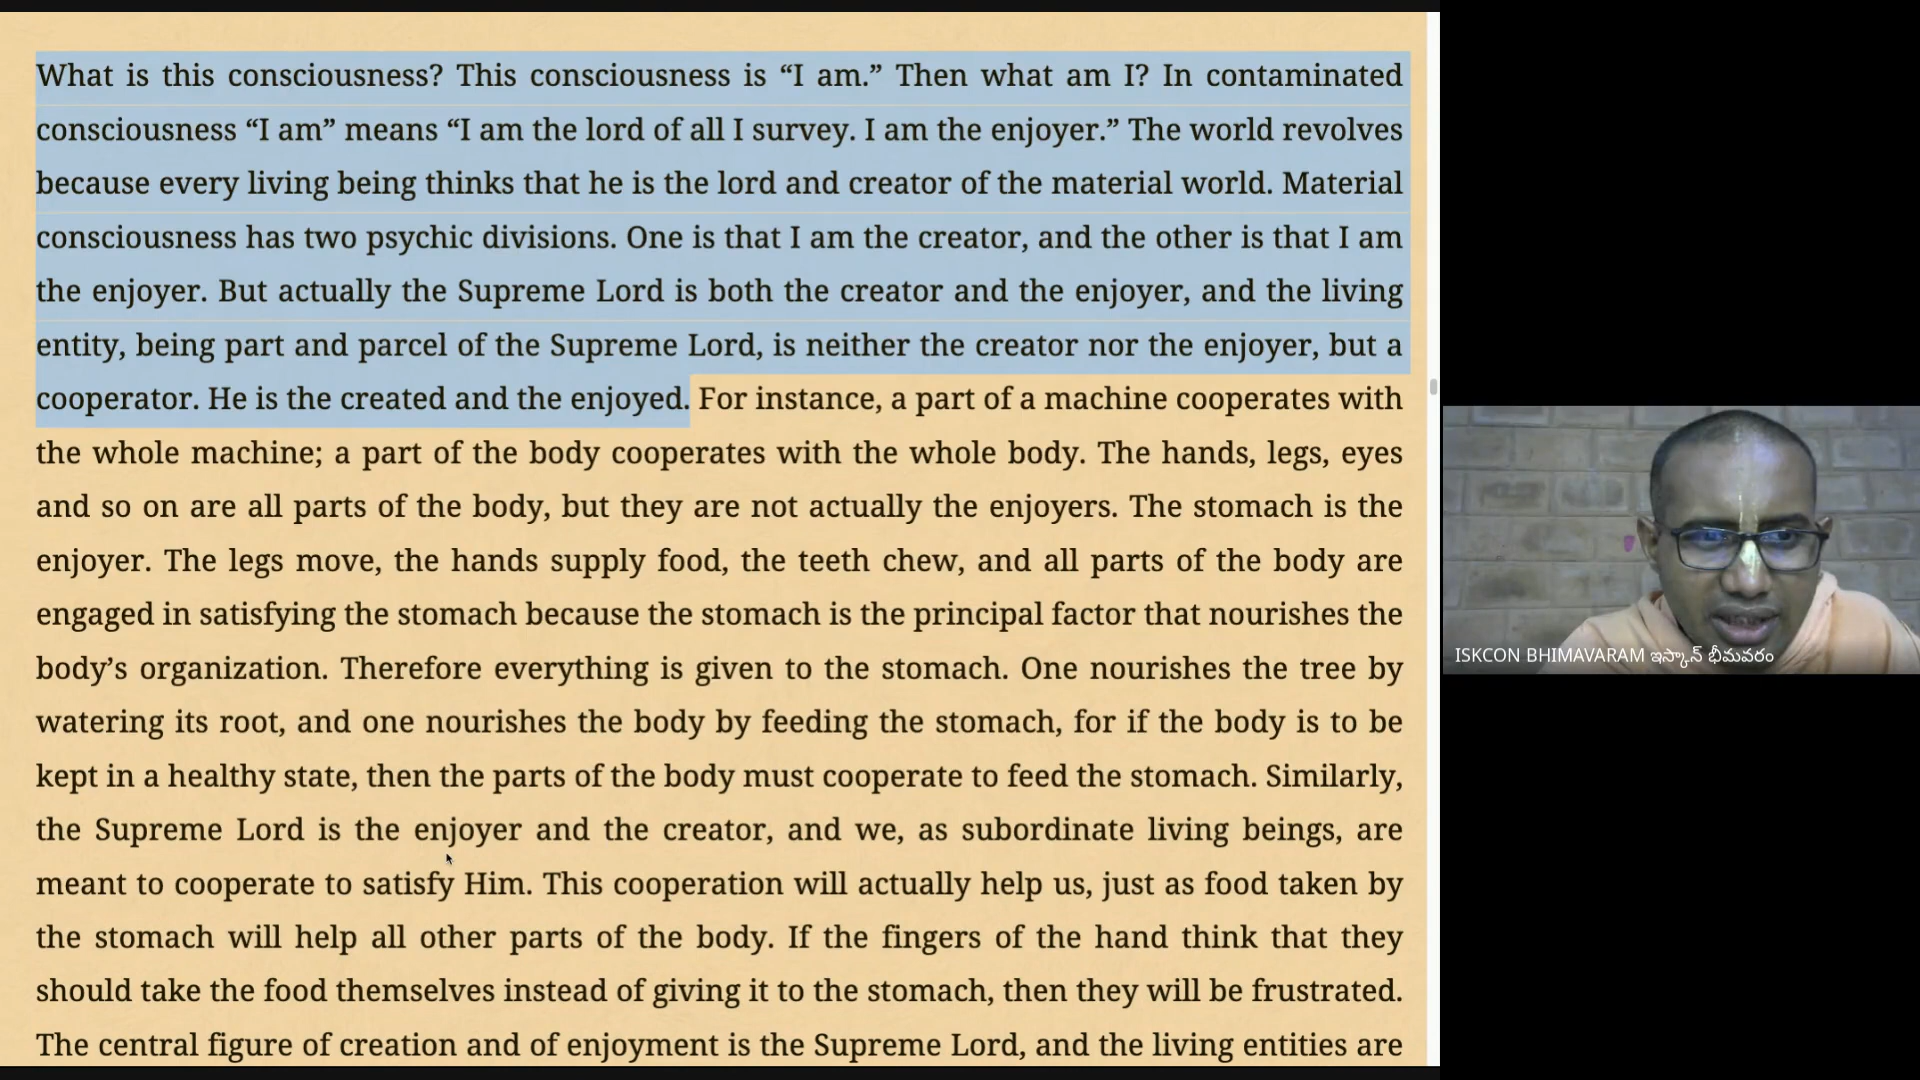 What is this consciousness? This consciousness is “I am.” Then what am I? In contaminated
consciousness “I am” means “I am the lord of all I survey. I am the enjoyer.” The world revolves
because every living being thinks that he is the lord and creator of the material world. Material
consciousness has two psychic divisions. One is that I am the creator, and the other is that I am
the enjoyer. But actually the Supreme Lord is both the creator and the enjoyer, and the living
entity, being part and parcel of the Supreme Lord, is neither the creator nor the enjoyer, but a
cooperator. He is the created and the enjoyed. For instance, a part of a machine cooperates with
the whole machine; a part of the body cooperates with the whole body. The hands, legs, eyes
and so on are all parts of the body, but they are not actually the enjoyers. The stomach is the
enjoyer. The legs move, the hands supply food, the teeth chew, and all parts of the body are
engaged in satisfying the stomach because the stomach is the principal factor that nourishes the
body’s organization. Therefore everything is given to the stomach. One nourishes the tree by
watering its root, and one nourishes the body by feeding the stomach, for if the body is to be
kept in a healthy state, then the parts of the body must cooperate to feed the stomach. Similarly,
the Supreme Lord is the enjoyer and the creator, and we, as subordinate living beings, are
meant to cooperate to satisfy Him. This cooperation will actually help us, just as food taken by
the stomach will help all other parts of the body. If the fingers of the hand think that they
should take the food themselves instead of giving it to the stomach, then they will be frustrated.
The central figure of creation and of enjoyment is the Supreme Lord, and the living entities are
ISKCON BHIMAVARAM ఇస్కాన్ భీమవరం